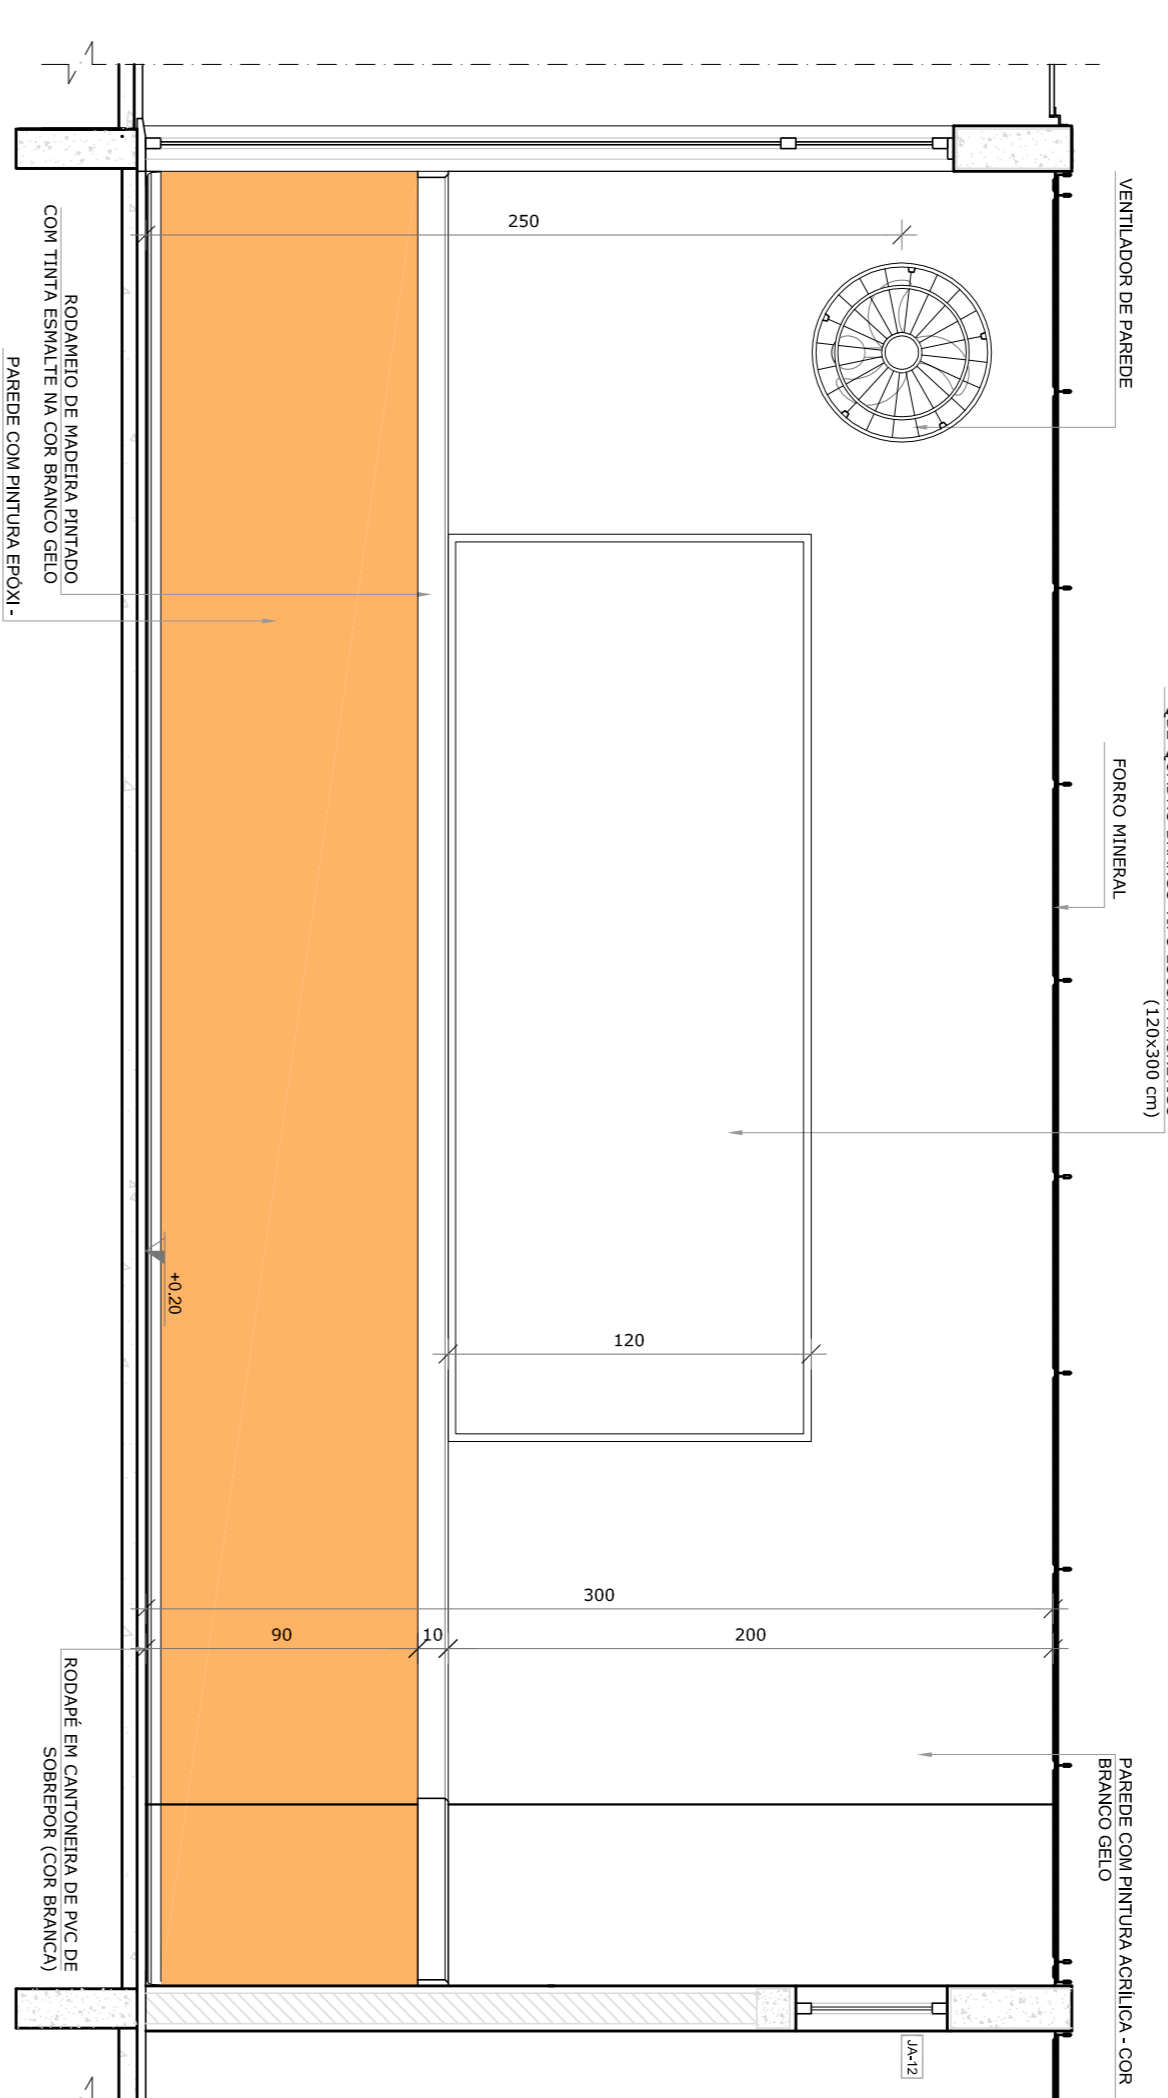 VENTILADOR DE PAREDE
FORRO MINERAL
(120x300 cm)
PAREDE COM PINTURA ACRÍLICA - COR
BRANCO GELO
250
120
300
90
10
200
+0.20
JA-12
RODAMEIO DE MADEIRA PINTADO
COM TINTA ESMALTE NA COR BRANCO GELO
PAREDE COM PINTURA EPÓXI -
RODAPÉ EM CANTONEIRA DE PVC DE
SOBREPOR (COR BRANCA)